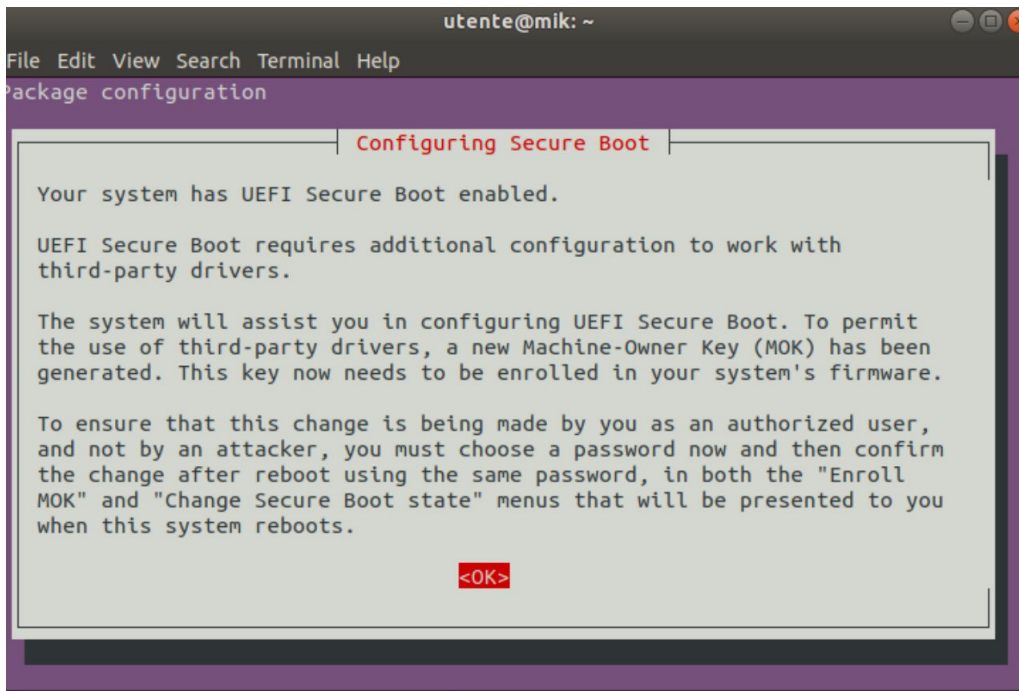 utente@mik: ~
File Edit View Search Terminal Help
Package configuration
Configuring Secure Boot
Your system has UEFI Secure Boot enabled.
UEFI Secure Boot requires additional configuration to work with
third-party drivers.
The system will assist you in configuring UEFI Secure Boot. To permit
the use of third-party drivers, a new Machine-Owner Key (MOK) has been
generated. This key now needs to be enrolled in your system's firmware.
To ensure that this change is being made by you as an authorized user,
and not by an attacker, you must choose a password now and then confirm
the change after reboot using the same password, in both the "Enroll
MOK" and "Change Secure Boot state" menus that will be presented to you
when this system reboots.
<OK>